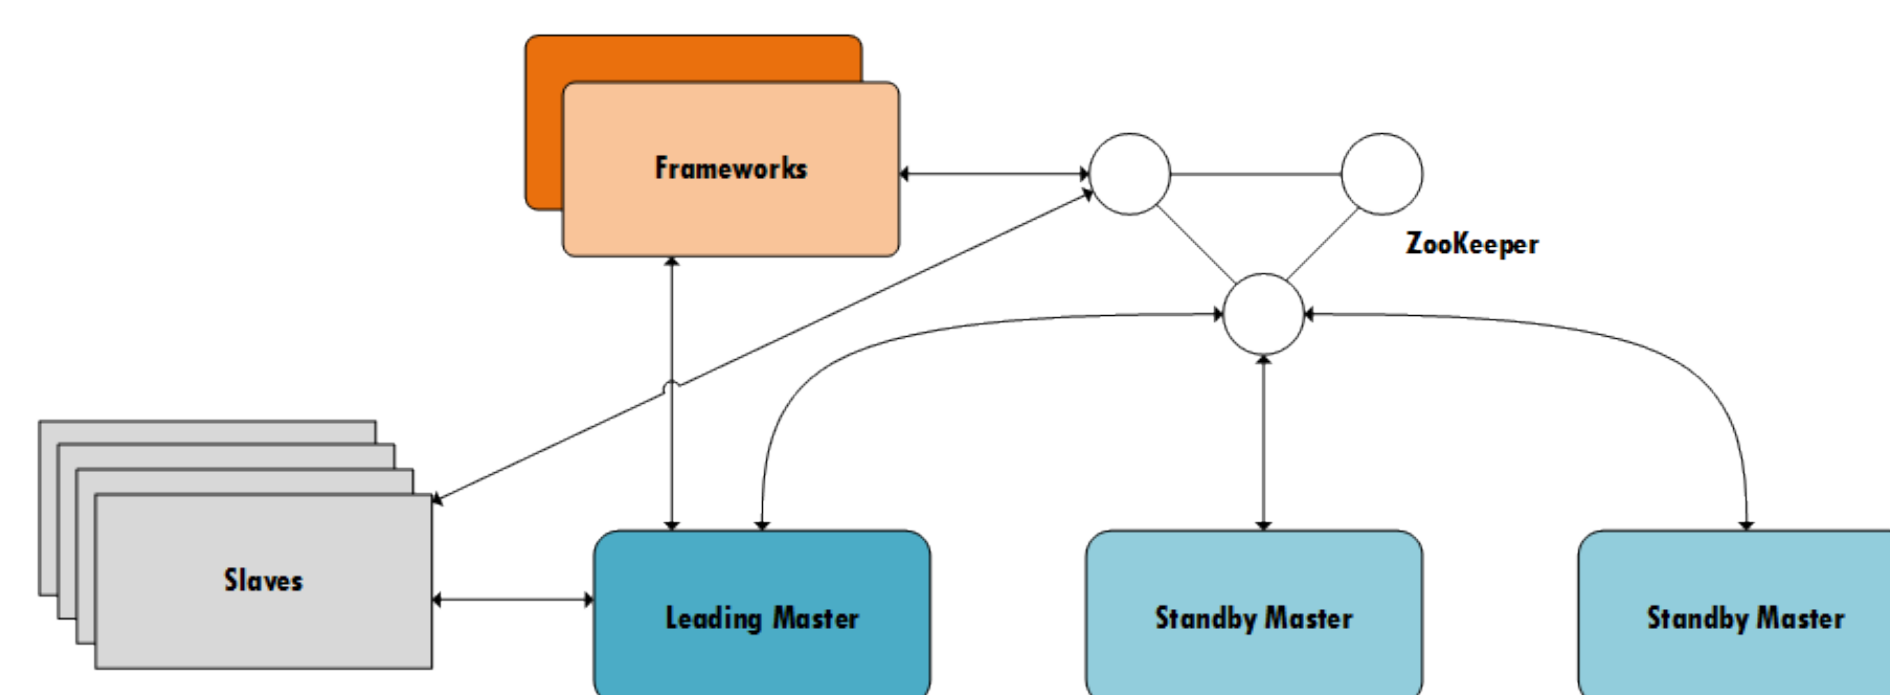 Frameworks
ZooKeeper
Slaves
Leading Master
Standby Master
Standby Master